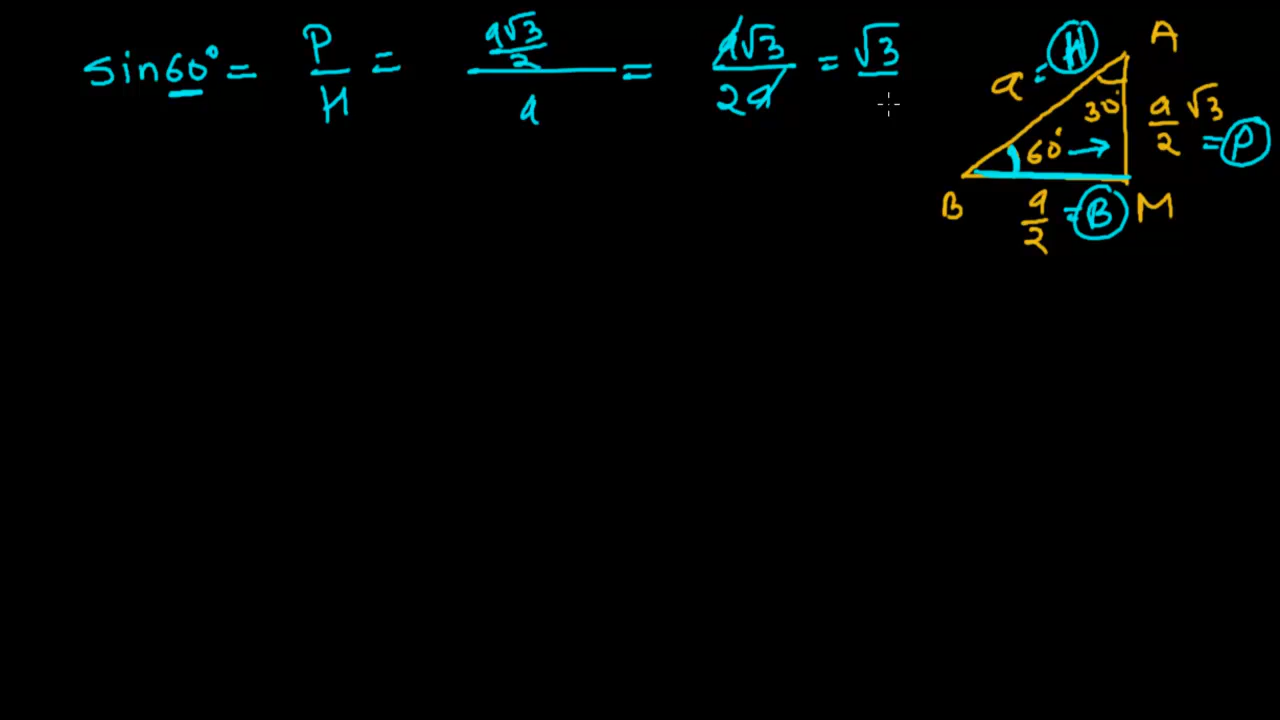 sin60° = P/H = (a√3/2)/a = a√3/2a = √3
A
a = H
30°
a/2 √3 = P
60° →
B
a/2 = B
M